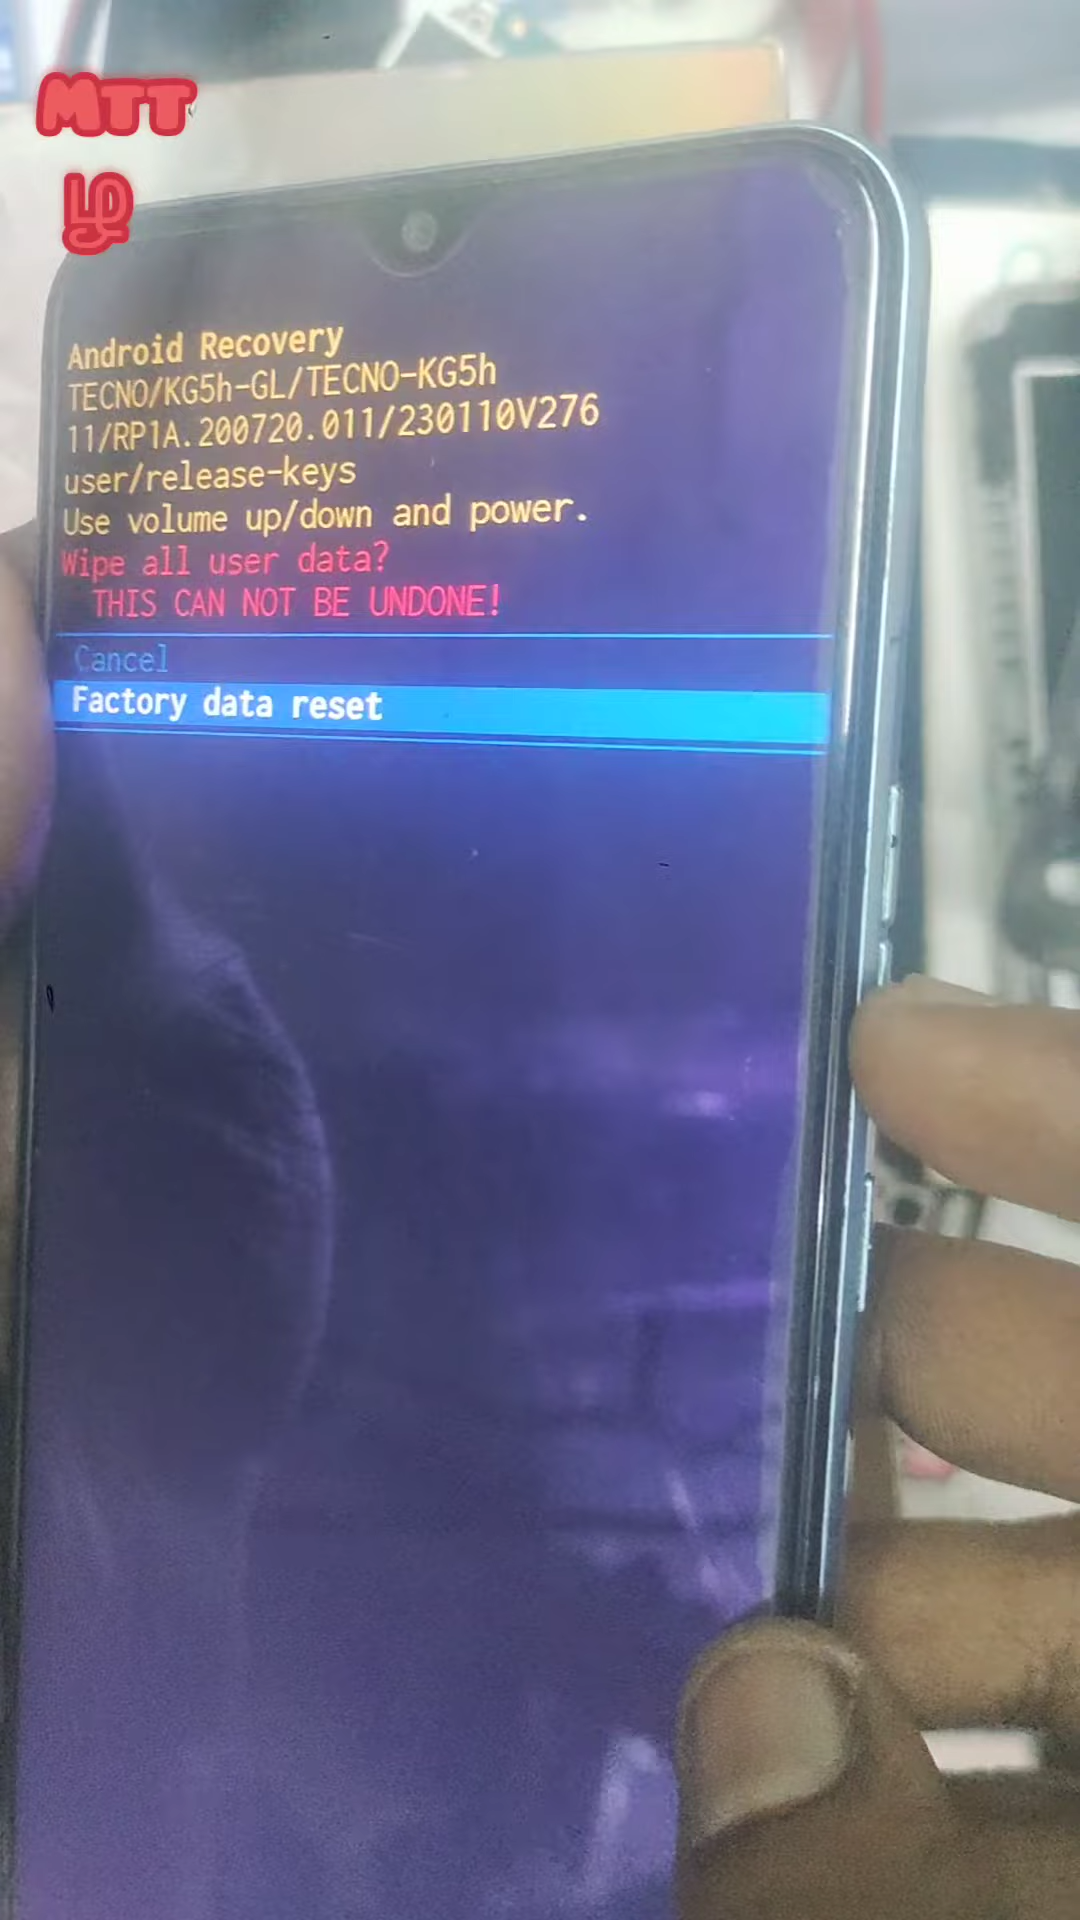 MTT
Android Recovery
TECNO/KG5h-GL/TECNO-KG5h
11/RP1A.200720.011/230110V276
user/release-keys
Use volume up/down and power.
Wipe all user data?
THIS CAN NOT BE UNDONE!
Cancel
Factory data reset